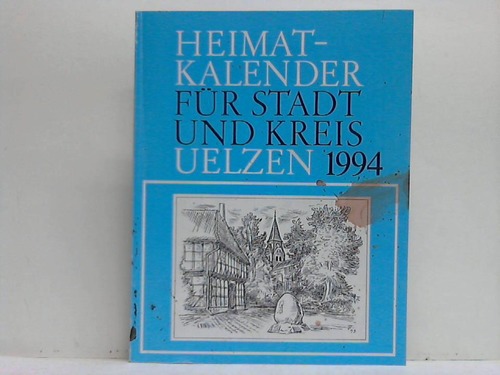 HEIMAT-
KALENDER
FÜR STADT
UND KREIS
UELZEN 1994